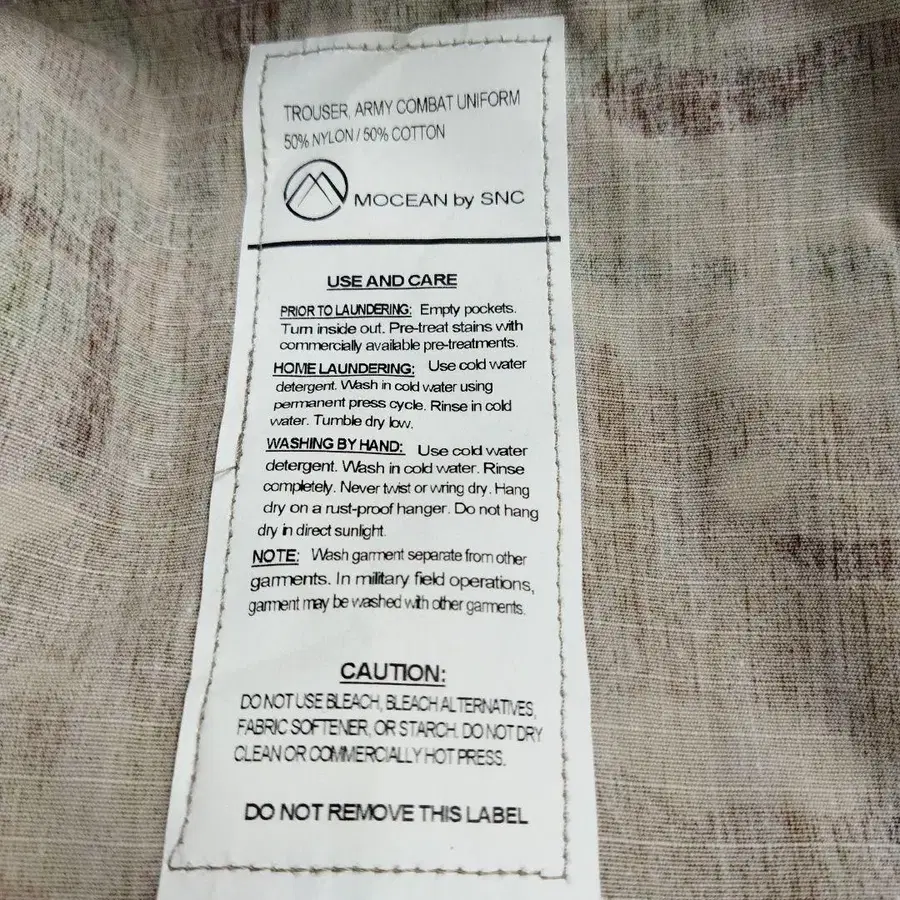 TROUSER, ARMY COMBAT UNIFORM
50% NYLON / 50% COTTON
MOCEAN by SNC
USE AND CARE
PRIOR TO LAUNDERING: Empty pockets.
Turn inside out. Pre-treat stains with
commercially available pre-treatments.
HOME LAUNDERING: Use cold water
detergent. Wash in cold water using
permanent press cycle. Rinse in cold
water. Tumble dry low.
WASHING BY HAND: Use cold water
detergent. Wash in cold water. Rinse
completely. Never twist or wring dry. Hang
dry on a rust-proof hanger. Do not hang
dry in direct sunlight.
NOTE: Wash garment separate from other
garments. In military field operations,
garment may be washed with other garments.
CAUTION:
DO NOT USE BLEACH, BLEACH ALTERNATIVES,
FABRIC SOFTENER, OR STARCH. DO NOT DRY
CLEAN OR COMMERCIALLY HOT PRESS.
DO NOT REMOVE THIS LABEL